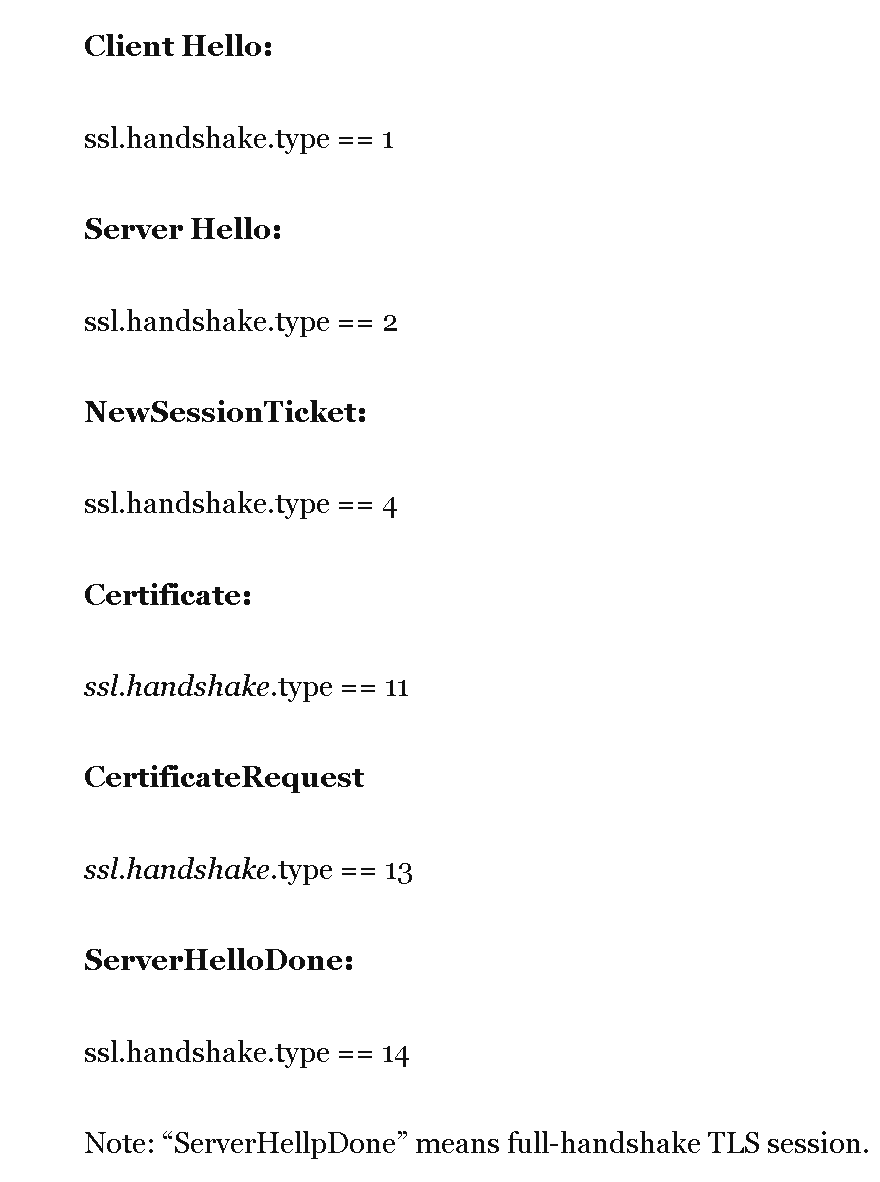 Client Hello:
ssl.handshake.type == 1
Server Hello:
ssl.handshake.type == 2
NewSessionTicket:
ssl.handshake.type == 4
Certificate:
ssl.handshake.type == 11
CertificateRequest
ssl.handshake.type == 13
ServerHelloDone:
ssl.handshake.type == 14
Note: “ServerHellpDone” means full-handshake TLS session.